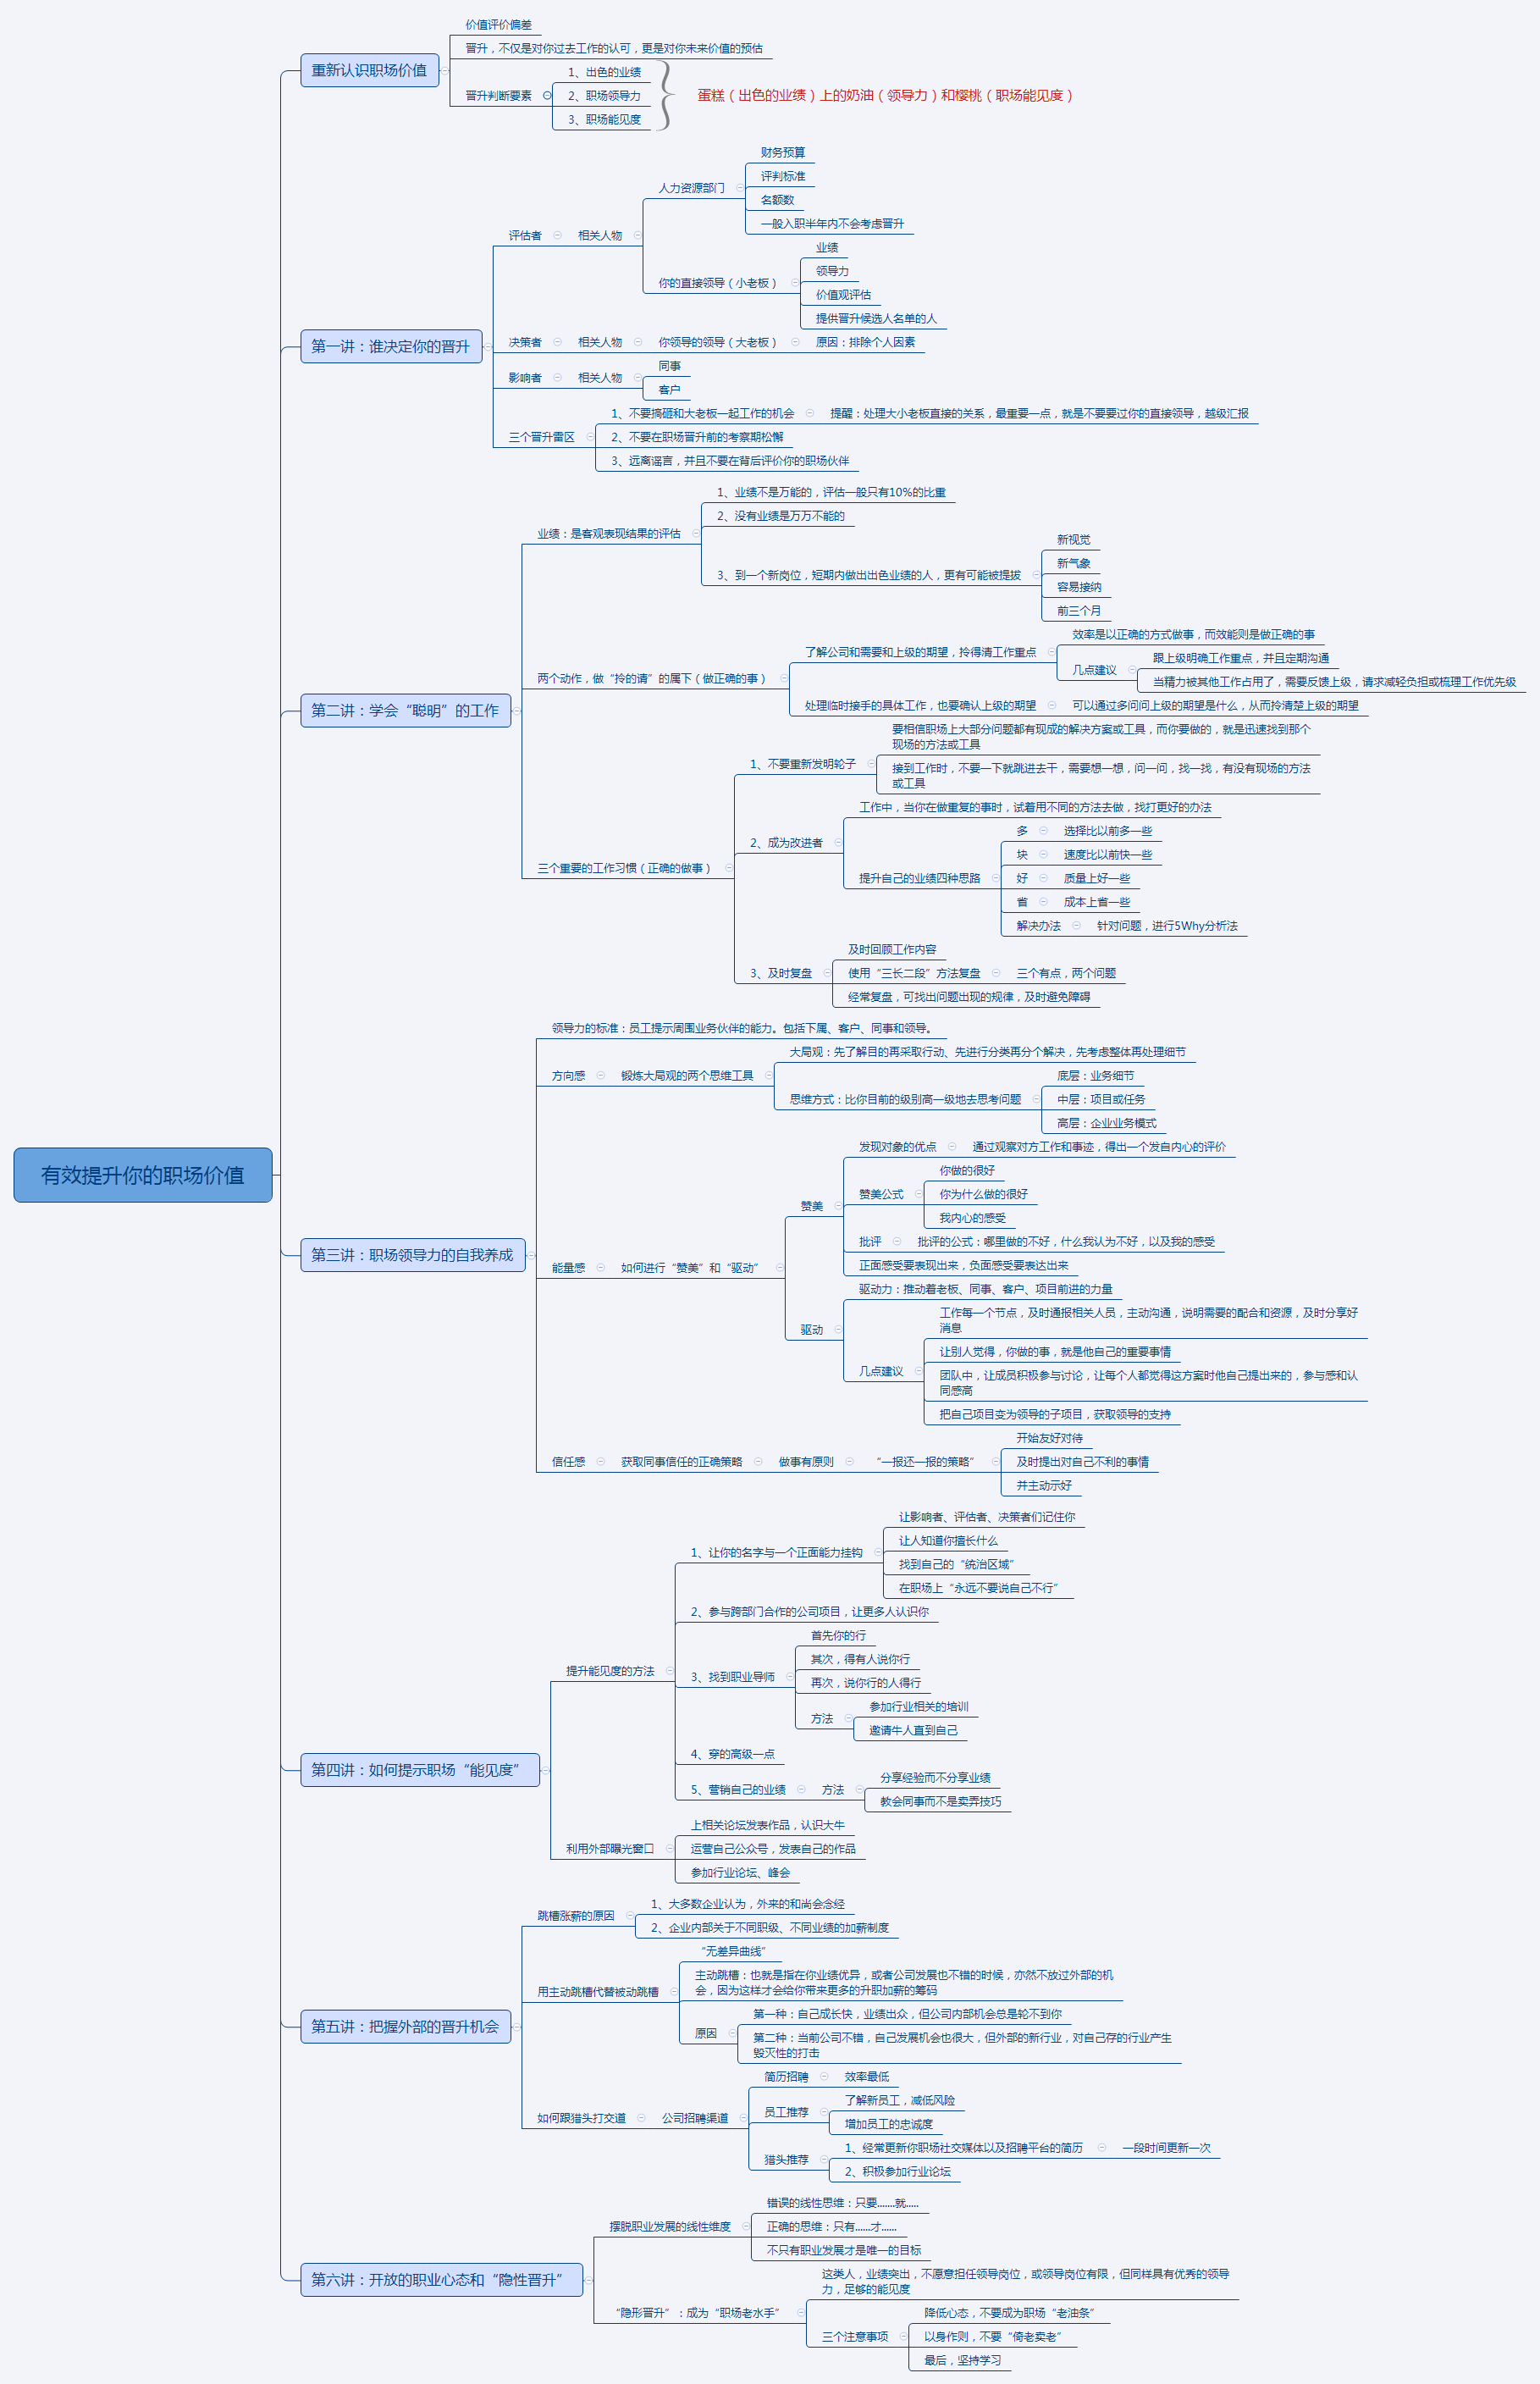 价值评价偏差
晋升，不仅是对你过去工作的认可，更是对你未来价值的预估
重新认识职场价值
1、出色的业绩
晋升判断要素
2、职场领导力
蛋糕（出色的业绩）上的奶油（领导力）和樱桃（职场能见度）
3、职场能见度
财务预算
评判标准
人力资源部门
名额数
一般入职半年内不会考虑晋升
评估者
相关人物
业绩
领导力
你的直接领导（小老板）
价值观评估
提供晋升候选人名单的人
第一讲：谁决定你的晋升
决策者
相关人物
你领导的领导（大老板）
原因：排除个人因素
影响者
相关人物
同事
客户
三个晋升雷区
1、不要搞砸和大老板一起工作的机会
提醒：处理大小老板直接的关系，最重要一点，就是不要要过你的直接领导，越级汇报
2、不要在职场晋升前的考察期松懈
3、远离谣言，并且不要在背后评价你的职场伙伴
业绩：是客观表现结果的评估
1、业绩不是万能的，评估一般只有10%的比重
2、没有业绩是万万不能的
3、到一个新岗位，短期内做出出色业绩的人，更有可能被提拔
新视觉
新气象
容易接纳
前三个月
第二讲：学会“聪明”的工作
两个动作，做“拎的请”的属下（做正确的事）
了解公司和需要和上级的期望，拎得清工作重点
效率是以正确的方式做事，而效能则是做正确的事
几点建议
跟上级明确工作重点，并且定期沟通
当精力被其他工作占用了，需要反馈上级，请求减轻负担或梳理工作优先级
处理临时接手的具体工作，也要确认上级的期望
可以通过多问问上级的期望是什么，从而拎清楚上级的期望
三个重要的工作习惯（正确的做事）
1、不要重新发明轮子
要相信职场上大部分问题都有现成的解决方案或工具，而你要做的，就是迅速找到那个
现场的方法或工具
接到工作时，不要一下就跳进去干，需要想一想，问一问，找一找，有没有现场的方法
或工具
2、成为改进者
工作中，当你在做重复的事时，试着用不同的方法去做，找打更好的办法
提升自己的业绩四种思路
多
选择比以前多一些
块
速度比以前快一些
好
质量上好一些
省
成本上省一些
解决办法
针对问题，进行5Why分析法
3、及时复盘
及时回顾工作内容
使用“三长二段”方法复盘
三个有点，两个问题
经常复盘，可找出问题出现的规律，及时避免障碍
有效提升你的职场价值
第三讲：职场领导力的自我养成
领导力的标准：员工提示周围业务伙伴的能力。包括下属、客户、同事和领导。
方向感
锻炼大局观的两个思维工具
大局观：先了解目的再采取行动、先进行分类再分个解决，先考虑整体再处理细节
思维方式：比你目前的级别高一级地去思考问题
底层：业务细节
中层：项目或任务
高层：企业业务模式
能量感
如何进行“赞美”和“驱动”
赞美
发现对象的优点
通过观察对方工作和事迹，得出一个发自内心的评价
赞美公式
你做的很好
你为什么做的很好
我内心的感受
批评
批评的公式：哪里做的不好，什么我认为不好，以及我的感受
正面感受要表现出来，负面感受要表达出来
驱动
驱动力：推动着老板、同事、客户、项目前进的力量
几点建议
工作每一个节点，及时通报相关人员，主动沟通，说明需要的配合和资源，及时分享好
消息
让别人觉得，你做的事，就是他自己的重要事情
团队中，让成员积极参与讨论，让每个人都觉得这方案时他自己提出来的，参与感和认
同感高
把自己项目变为领导的子项目，获取领导的支持
信任感
获取同事信任的正确策略
做事有原则
“一报还一报的策略”
开始友好对待
及时提出对自己不利的事情
并主动示好
第四讲：如何提示职场“能见度”
提升能见度的方法
1、让你的名字与一个正面能力挂钩
让影响者、评估者、决策者们记住你
让人知道你擅长什么
找到自己的“统治区域”
在职场上“永远不要说自己不行”
2、参与跨部门合作的公司项目，让更多人认识你
3、找到职业导师
首先你的行
其次，得有人说你行
再次，说你行的人得行
方法
参加行业相关的培训
邀请牛人直到自己
4、穿的高级一点
5、营销自己的业绩
方法
分享经验而不分享业绩
教会同事而不是卖弄技巧
利用外部曝光窗口
上相关论坛发表作品，认识大牛
运营自己公众号，发表自己的作品
参加行业论坛、峰会
第五讲：把握外部的晋升机会
跳槽涨薪的原因
1、大多数企业认为，外来的和尚会念经
2、企业内部关于不同职级、不同业绩的加薪制度
用主动跳槽代替被动跳槽
“无差异曲线”
主动跳槽：也就是指在你业绩优异，或者公司发展也不错的时候，亦然不放过外部的机
会，因为这样才会给你带来更多的升职加薪的筹码
原因
第一种：自己成长快，业绩出众，但公司内部机会总是轮不到你
第二种：当前公司不错，自己发展机会也很大，但外部的新行业，对自己存的行业产生
毁灭性的打击
如何跟猎头打交道
公司招聘渠道
简历招聘
效率最低
员工推荐
了解新员工，减低风险
增加员工的忠诚度
猎头推荐
1、经常更新你职场社交媒体以及招聘平台的简历
一段时间更新一次
2、积极参加行业论坛
第六讲：开放的职业心态和“隐性晋升”
摆脱职业发展的线性维度
错误的线性思维：只要.......就.....
正确的思维：只有......才......
不只有职业发展才是唯一的目标
“隐形晋升”：成为“职场老水手”
这类人，业绩突出，不愿意担任领导岗位，或领导岗位有限，但同样具有优秀的领导
力，足够的能见度
三个注意事项
降低心态，不要成为职场“老油条”
以身作则，不要“倚老卖老”
最后，坚持学习